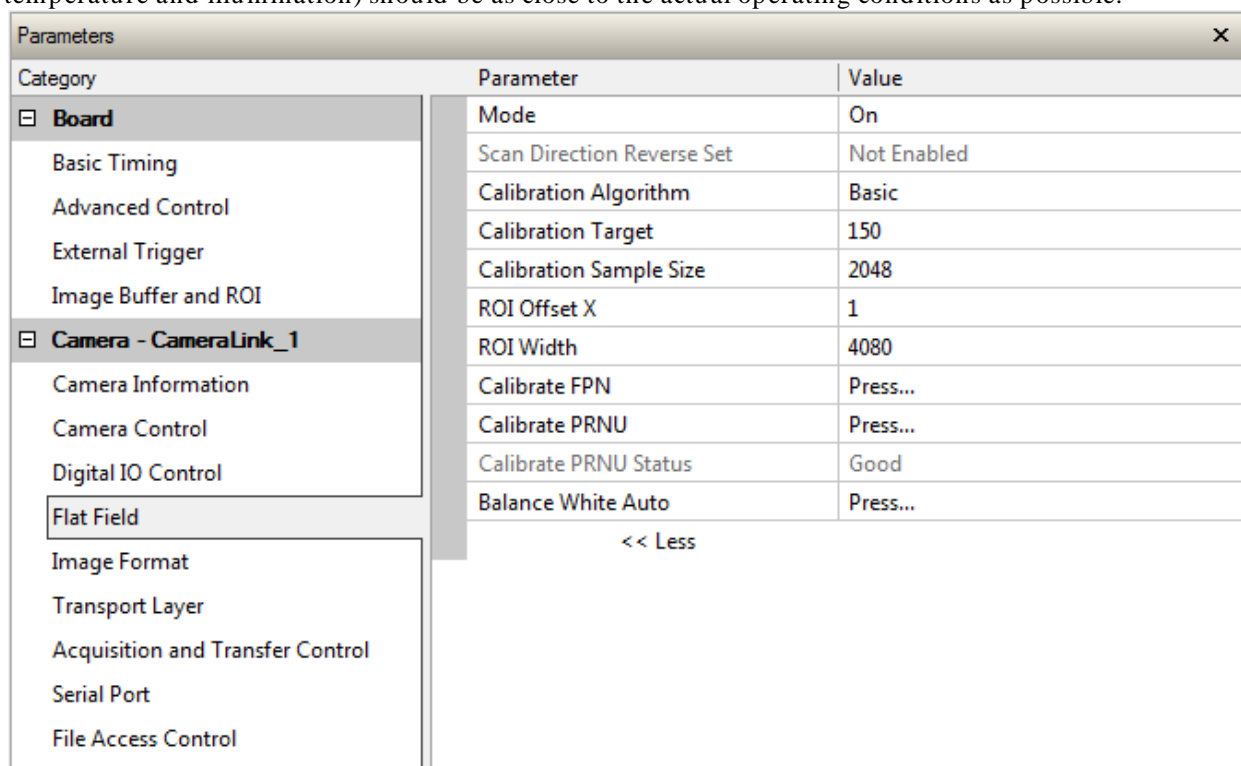 temperature and illumination) should be as close to the actual operating conditions as possible.
Parameters ×
Category Parameter Value
Board Mode On
Basic Timing Scan Direction Reverse Set Not Enabled
Advanced Control Calibration Algorithm Basic
External Trigger Calibration Target 150
Image Buffer and ROI Calibration Sample Size 2048
ROI Offset X 1
Camera - CameraLink_1 ROI Width 4080
Camera Information Calibrate FPN Press...
Camera Control Calibrate PRNU Press...
Digital IO Control Calibrate PRNU Status Good
Flat Field Balance White Auto Press...
<< Less
Image Format
Transport Layer
Acquisition and Transfer Control
Serial Port
File Access Control